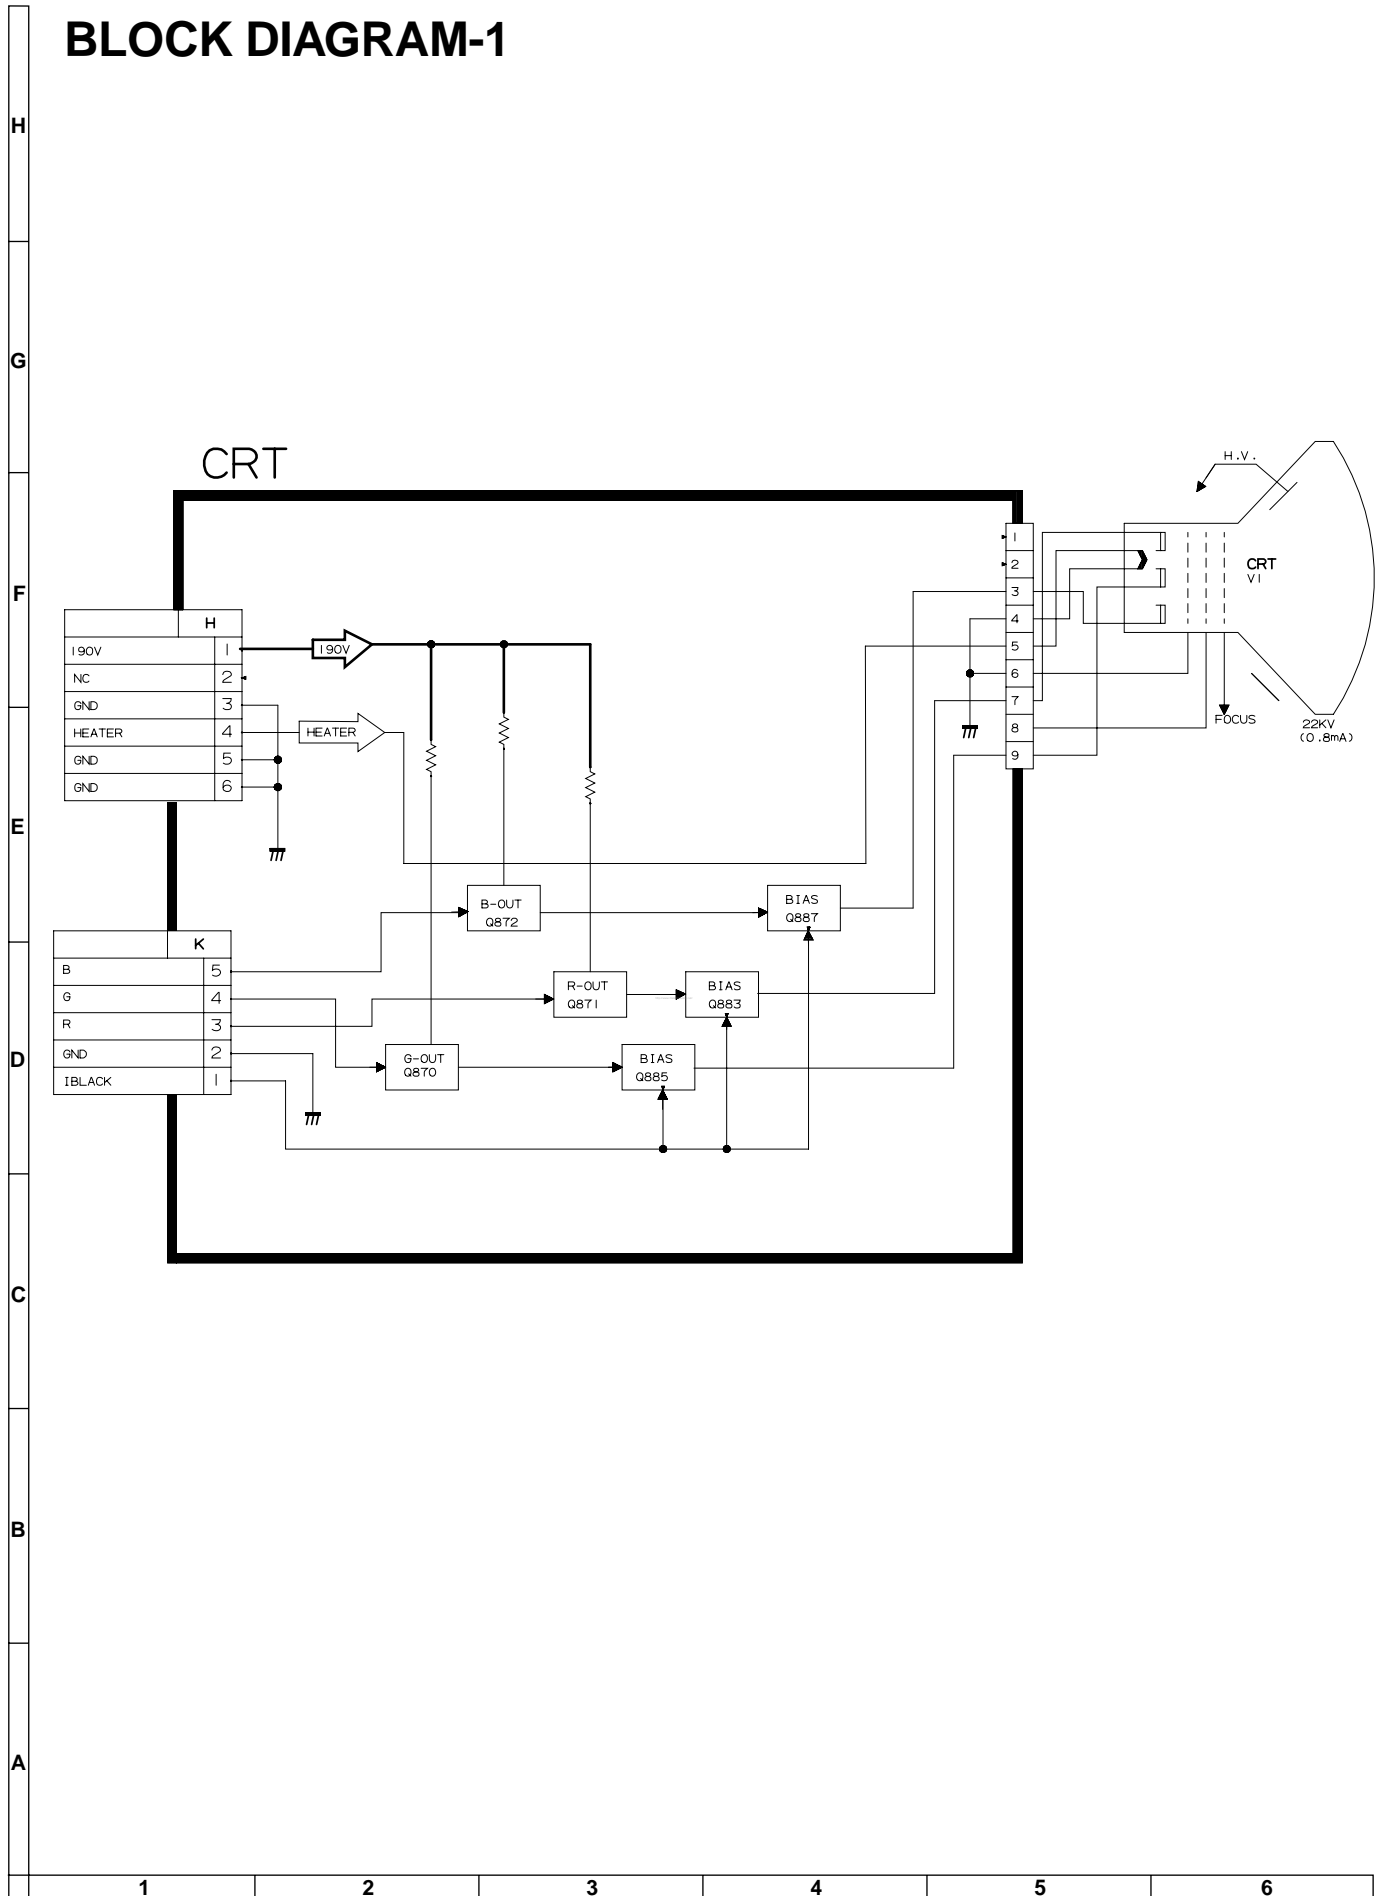 BLOCK DIAGRAM-1
H
G
F
E
D
C
B
A
CRT
H
190V 1
NC 2
GND 3
HEATER 4
GND 5
GND 6
190V
HEATER
K
B 5
G 4
R 3
GND 2
IBLACK 1
B-OUT
Q872
R-OUT
Q871
G-OUT
Q870
BIAS
Q887
BIAS
Q883
BIAS
Q885
1
2
3
4
5
6
7
8
9
H.V.
CRT
V1
FOCUS
22KV
(0.8mA)
1 2 3 4 5 6